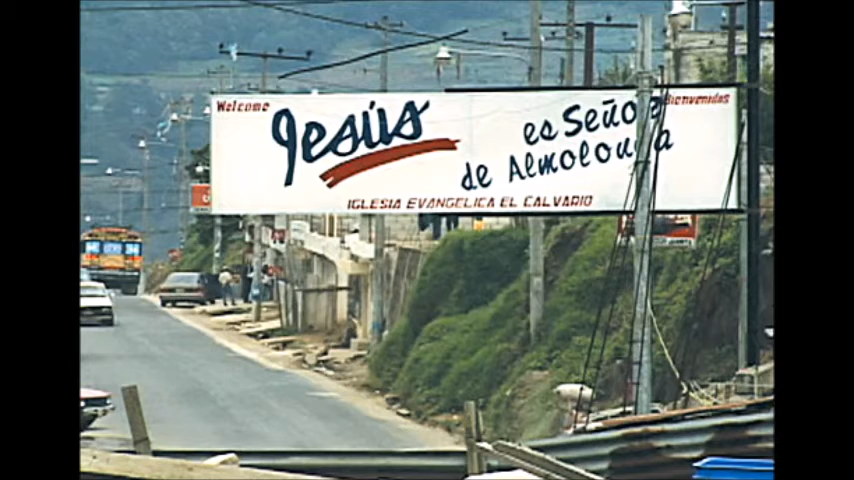 Welcome
Bienvenidos
Jesús
es Señor
de Almolonga
IGLESIA EVANGELICA EL CALVARIO